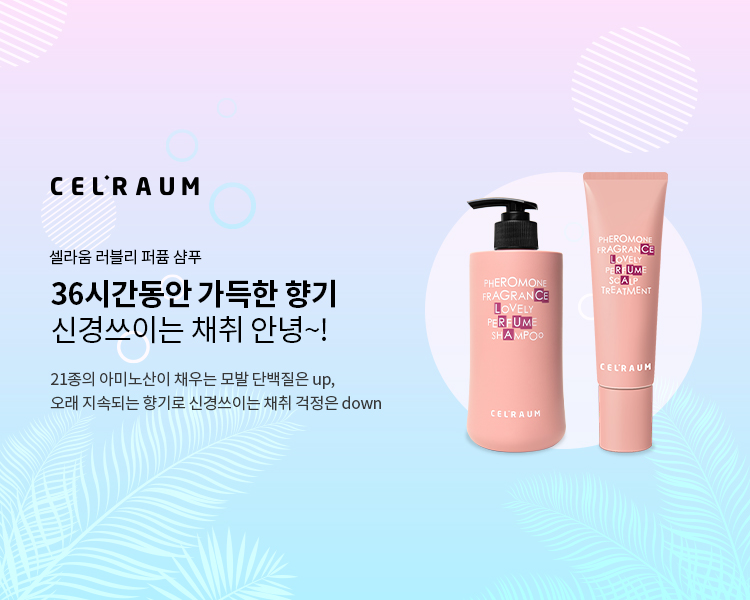 CELRAUM
셀라움 러블리 퍼퓸 샴푸
36시간동안 가득한 향기
신경쓰이는 채취 안녕~!
21종의 아미노산이 채우는 모발 단백질은 up,
오래 지속되는 향기로 신경쓰이는 채취 걱정은 down
PHEROMONE
FRAGRANCE
LOVELY
PERFUME
SHAMPOO
CELRAUM
PHEROMONE
FRAGRANCE
LOVELY
PERFUME
SCALP
TREATMENT
CELRAUM